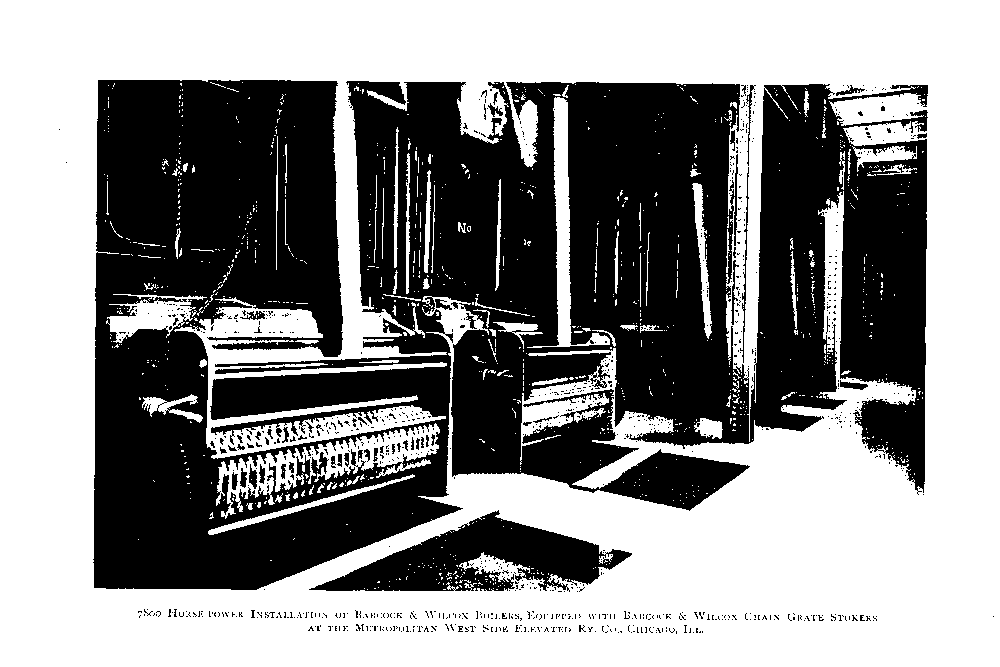 No
7800 Horse-power Installation of Babcock & Wilcox Boilers, Equipped with Babcock & Wilcox Chain Grate Stokers
at the Metropolitan West Side Elevated Ry. Co., Chicago, Ill.